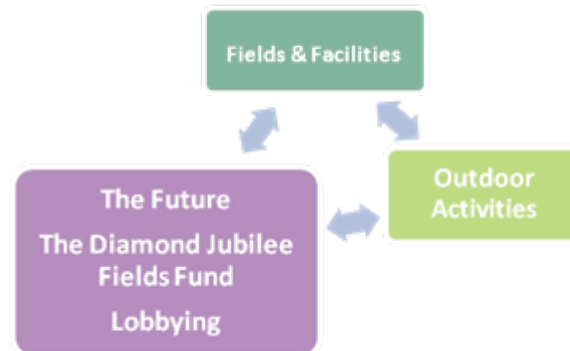 Fields & Facilities
Outdoor
Activities
The Future
The Diamond Jubilee
Fields Fund
Lobbying